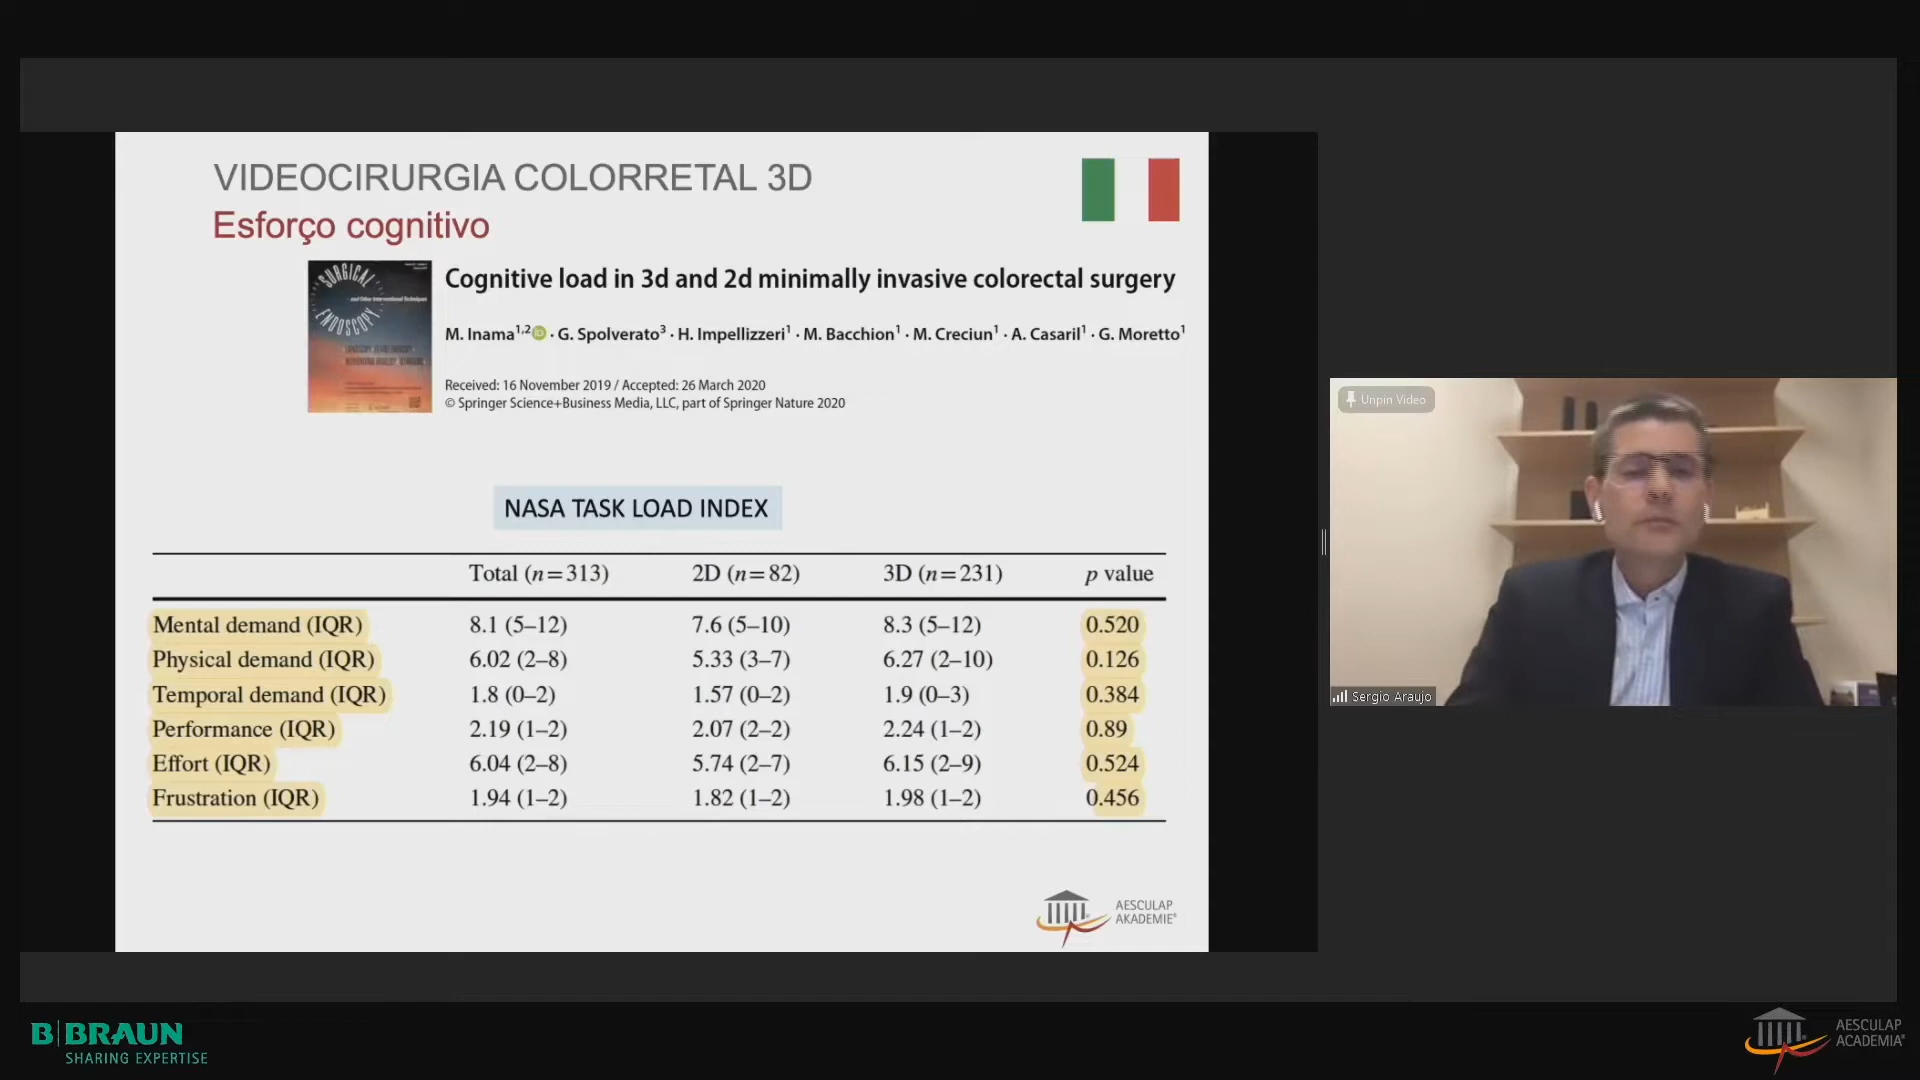 VIDEOCIRURGIA COLORRETAL 3D
Esforço cognitivo
SURGICAL
and Other Interventional Techniques
ENDOSCOPY
Cognitive load in 3d and 2d minimally invasive colorectal surgery
M. Inama1,2 · G. Spolverato3 · H. Impellizzeri1 · M. Bacchion1 · M. Creciun1 · A. Casaril1 · G. Moretto1
Received: 16 November 2019 / Accepted: 26 March 2020
© Springer Science+Business Media, LLC, part of Springer Nature 2020
NASA TASK LOAD INDEX
Total (n=313) 2D (n=82) 3D (n=231) p value
Mental demand (IQR) 8.1 (5–12) 7.6 (5–10) 8.3 (5–12) 0.520
Physical demand (IQR) 6.02 (2–8) 5.33 (3–7) 6.27 (2–10) 0.126
Temporal demand (IQR) 1.8 (0–2) 1.57 (0–2) 1.9 (0–3) 0.384
Performance (IQR) 2.19 (1–2) 2.07 (2–2) 2.24 (1–2) 0.89
Effort (IQR) 6.04 (2–8) 5.74 (2–7) 6.15 (2–9) 0.524
Frustration (IQR) 1.94 (1–2) 1.82 (1–2) 1.98 (1–2) 0.456
AESCULAP
AKADEMIE®
Unpin Video
Sergio Araujo
B|BRAUN
SHARING EXPERTISE
AESCULAP
ACADEMIA®